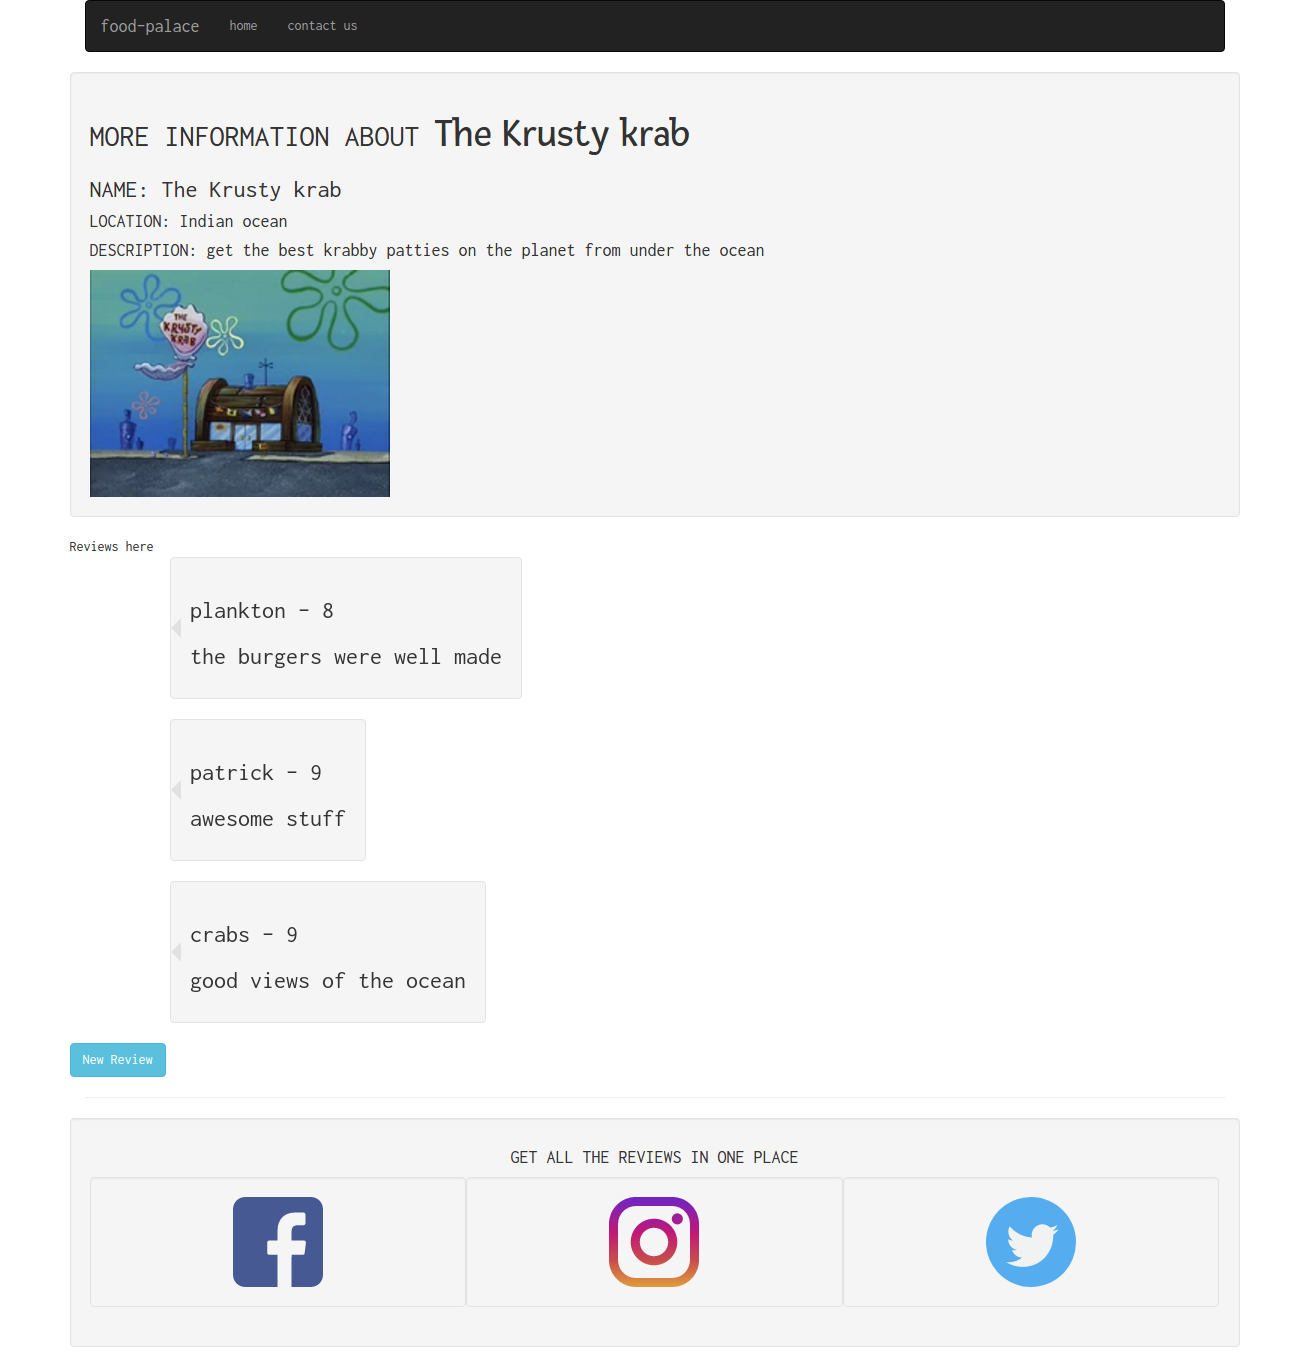 food-palace home contact us
MORE INFORMATION ABOUT The Krusty krab
NAME: The Krusty krab
LOCATION: Indian ocean
DESCRIPTION: get the best krabby patties on the planet from under the ocean
THE
KRUSTY
KRAB
Reviews here
plankton - 8
the burgers were well made
patrick - 9
awesome stuff
crabs - 9
good views of the ocean
New Review
GET ALL THE REVIEWS IN ONE PLACE